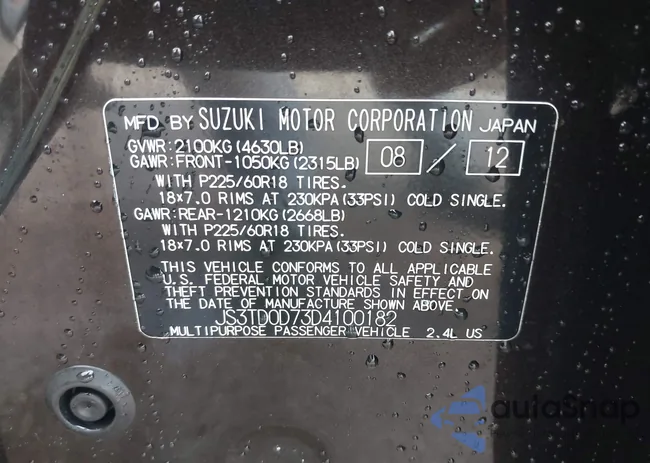 MFD. BY SUZUKI MOTOR CORPORATION JAPAN
GVWR:2100KG(4630LB)
GAWR:FRONT-1050KG(2315LB) 08 / 12
WITH P225/60R18 TIRES.
18×7.0 RIMS AT 230KPA(33PSI) COLD SINGLE.
GAWR:REAR-1210KG(2668LB)
WITH P225/60R18 TIRES.
18×7.0 RIMS AT 230KPA(33PSI) COLD SINGLE.
THIS VEHICLE CONFORMS TO ALL APPLICABLE
U.S. FEDERAL MOTOR VEHICLE SAFETY AND
THEFT PREVENTION STANDARDS IN EFFECT ON
THE DATE OF MANUFACTURE SHOWN ABOVE.
JS3TD0D73D4100182
MULTIPURPOSE PASSENGER VEHICLE 2.4L US
autoSnap